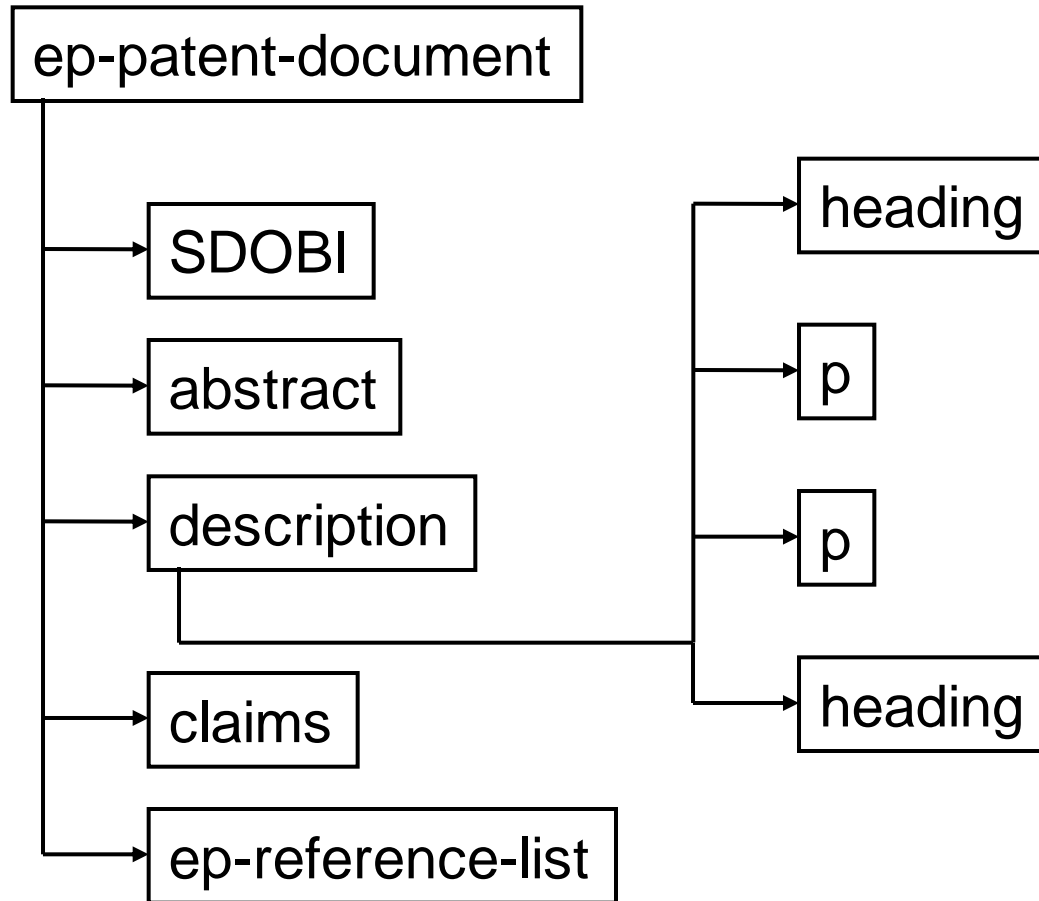 ep-patent-document
SDOBI
abstract
description
claims
ep-reference-list
heading
p
p
heading